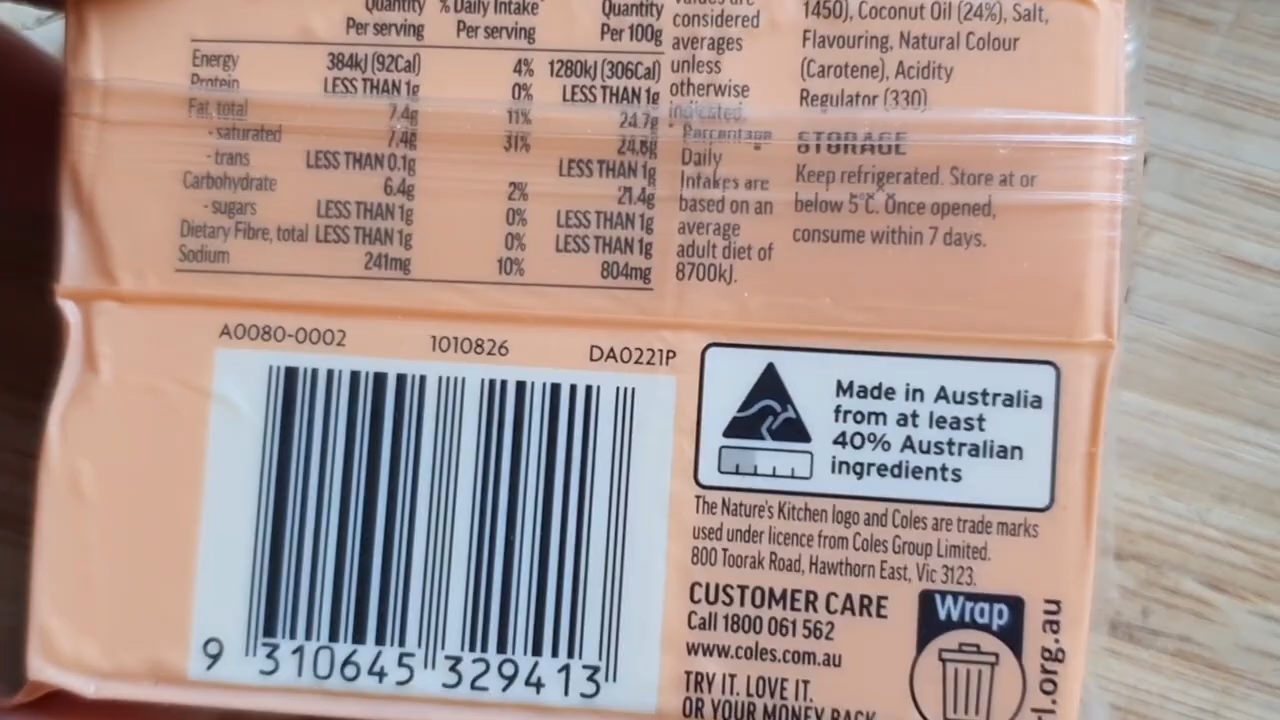 Quantity % Daily Intake* Quantity
Per serving Per serving Per 100g
Energy 384kJ (92Cal) 4% 1280kJ (306Cal)
Protein LESS THAN 1g 0% LESS THAN 1g
Fat, total 7.4g 11% 24.7g
- saturated 7.4g 31% 24.6g
- trans LESS THAN 0.1g LESS THAN 1g
Carbohydrate 6.4g 2% 21.4g
- sugars LESS THAN 1g 0% LESS THAN 1g
Dietary Fibre, total LESS THAN 1g 0% LESS THAN 1g
Sodium 241mg 10% 804mg
values are
considered
averages
unless
otherwise
indicated.
* Percentage
Daily
Intakes are
based on an
average
adult diet of
8700kJ.
1450), Coconut Oil (24%), Salt,
Flavouring, Natural Colour
(Carotene), Acidity
Regulator (330)
STORAGE
Keep refrigerated. Store at or
below 5°C. Once opened,
consume within 7 days.
A0080-0002 1010826 DA0221P
9 310645 329413
Made in Australia
from at least
40% Australian
ingredients
The Nature's Kitchen logo and Coles are trade marks
used under licence from Coles Group Limited.
800 Toorak Road, Hawthorn East, Vic 3123.
CUSTOMER CARE
Call 1800 061 562
www.coles.com.au
TRY IT. LOVE IT.
OR YOUR MONEY BACK
Wrap
l.org.au